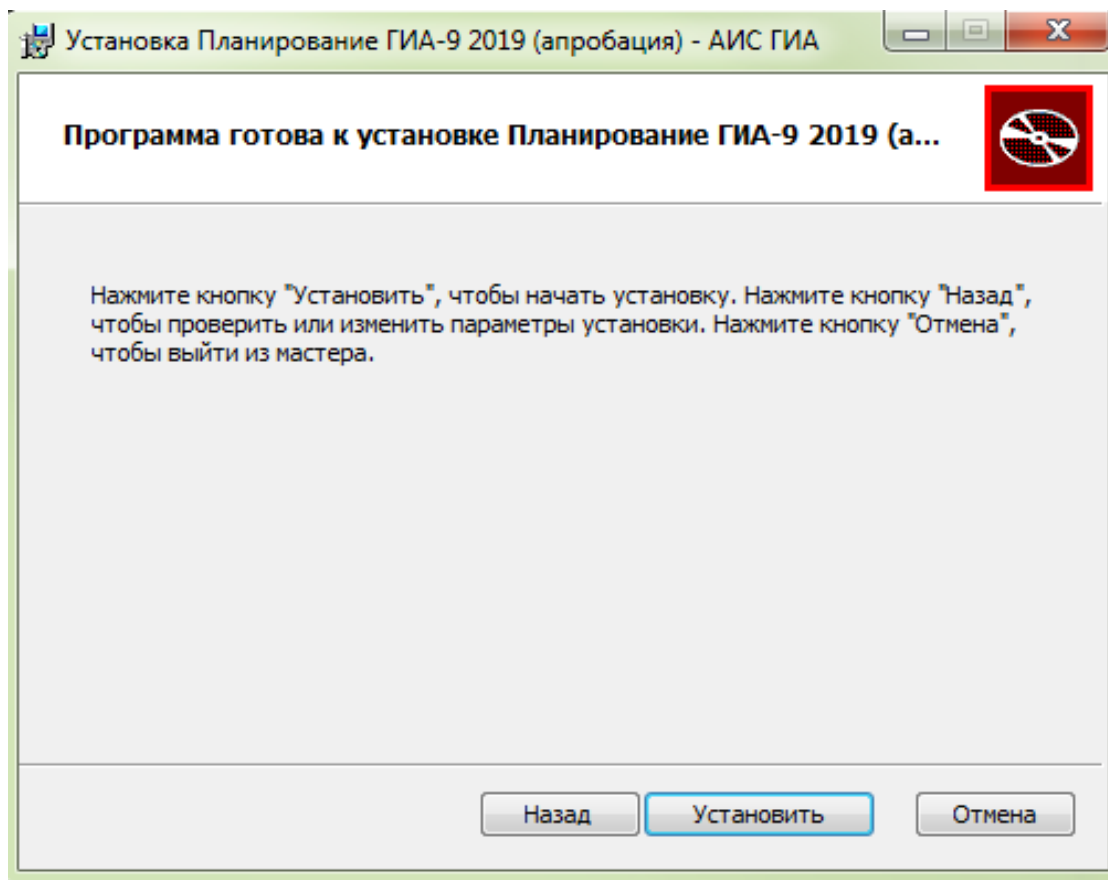 Установка Планирование ГИА-9 2019 (апробация) - АИС ГИА
Программа готова к установке Планирование ГИА-9 2019 (а...
Нажмите кнопку "Установить", чтобы начать установку. Нажмите кнопку "Назад",
чтобы проверить или изменить параметры установки. Нажмите кнопку "Отмена",
чтобы выйти из мастера.
Назад
Установить
Отмена